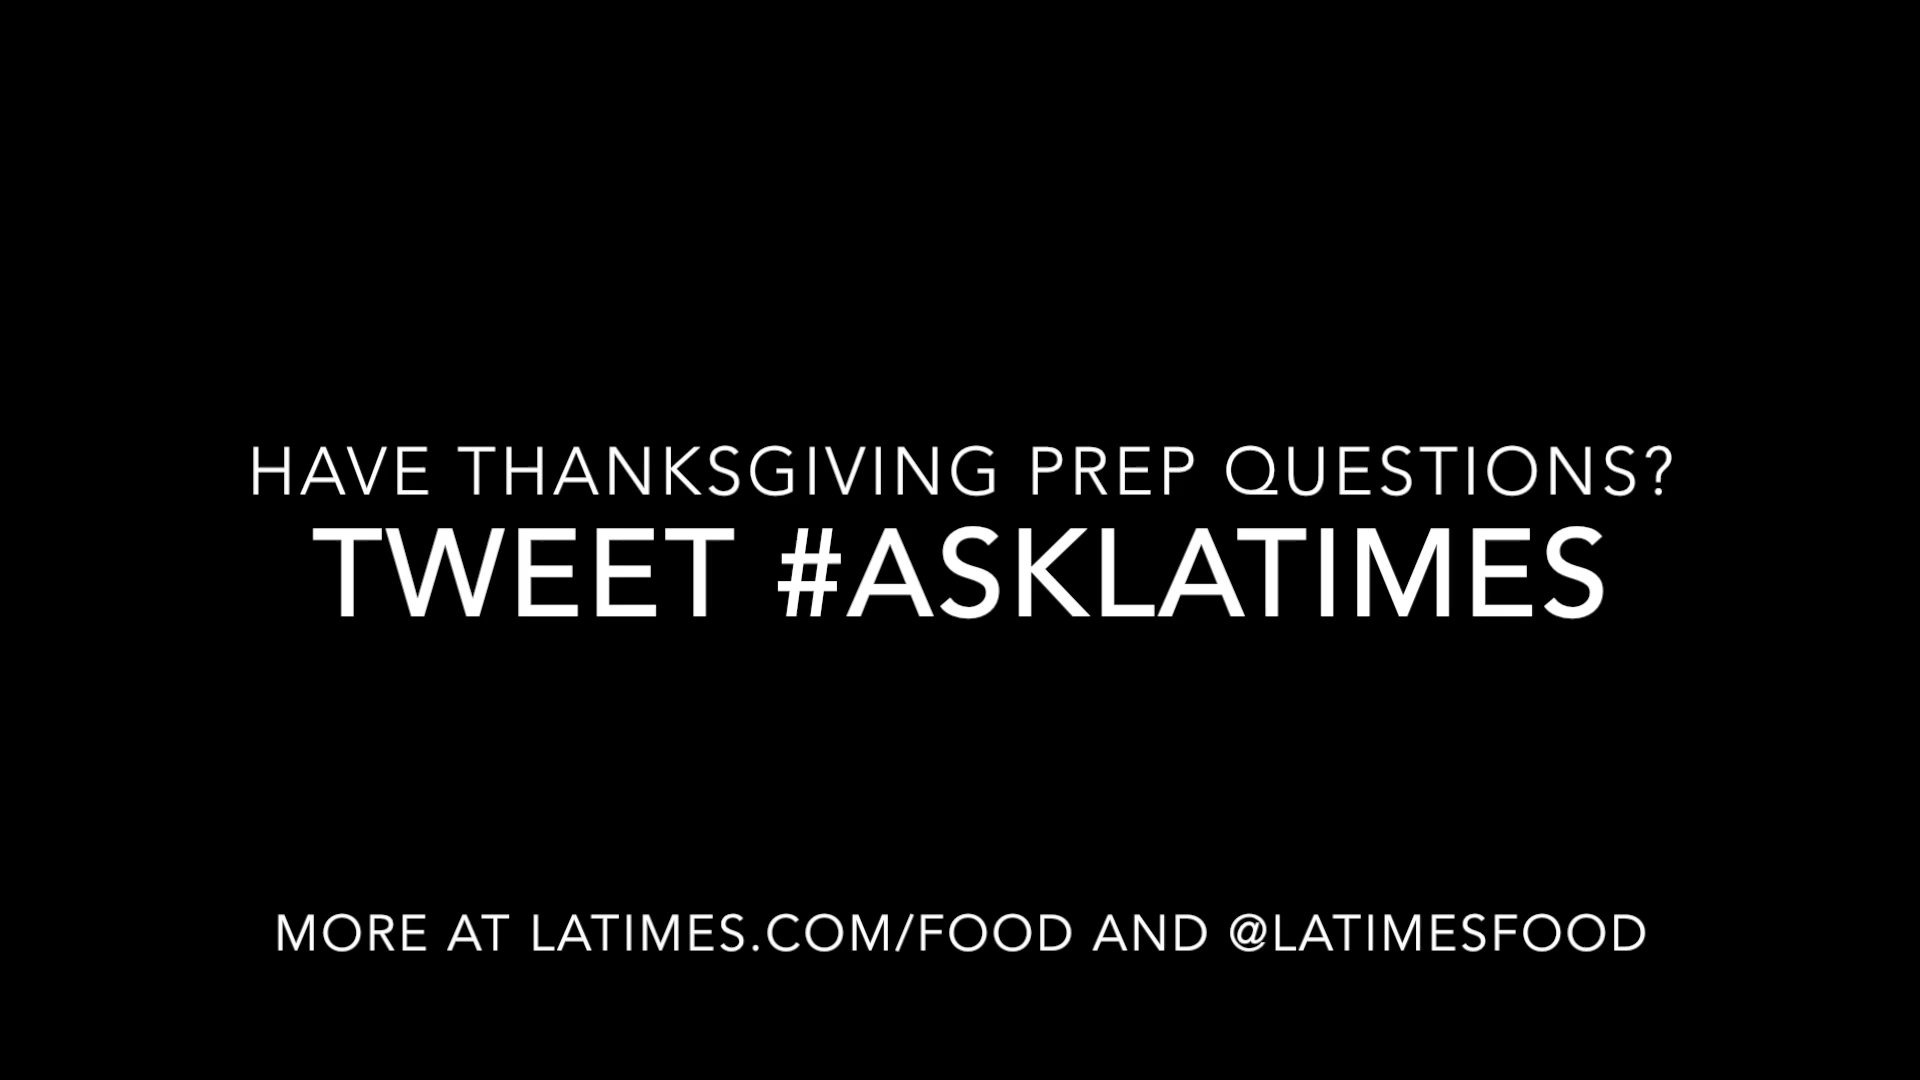 HAVE THANKSGIVING PREP QUESTIONS?
TWEET #ASKLATIMES
MORE AT LATIMES.COM/FOOD AND @LATIMESFOOD